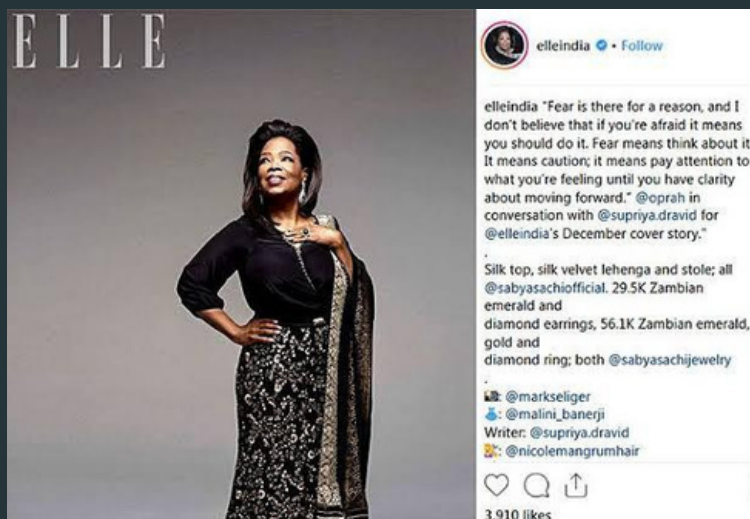 ELLE
elleindia • Follow
elleindia "Fear is there for a reason, and I
don't believe that if you're afraid it means
you should do it. Fear means think about it
It means caution; it means pay attention to
what you're feeling until you have clarity
about moving forward." @oprah in
conversation with @supriya.dravid for
@elleindia's December cover story."
.
Silk top, silk velvet lehenga and stole; all
@sabyasachiofficial. 29.5K Zambian
emerald and
diamond earrings, 56.1K Zambian emerald,
gold and
diamond ring; both @sabyasachijewelry
.
: @markseliger
: @malini_banerji
Writer: @supriya.dravid
: @nicolemangrumhair
3,910 likes